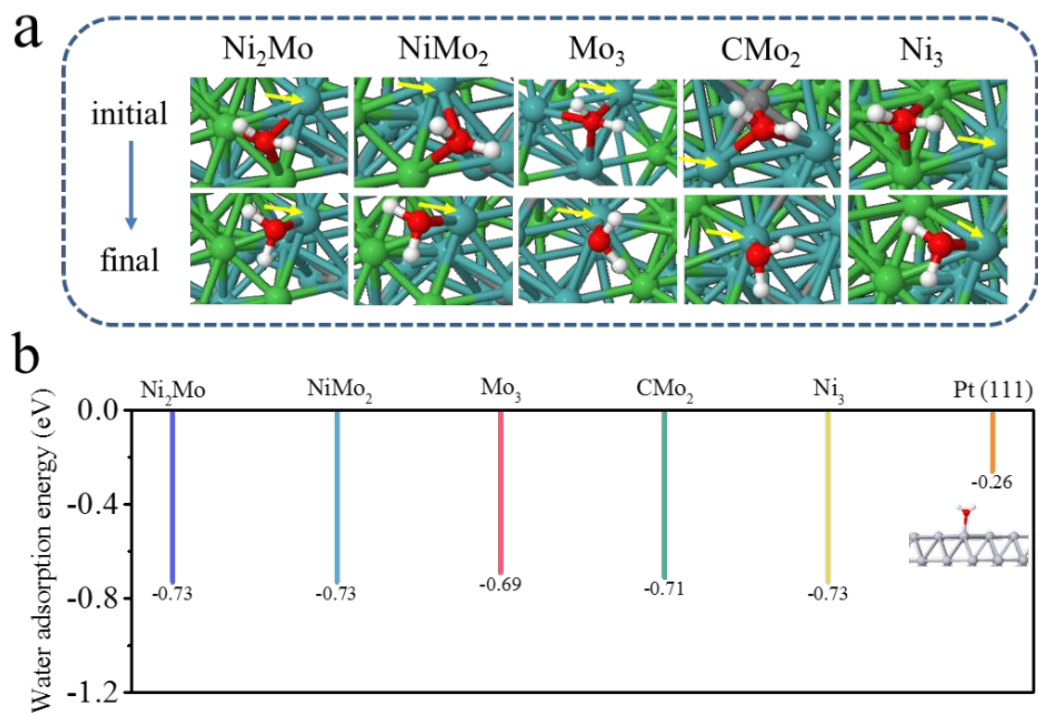 a
Ni₂Mo NiMo₂ Mo₃ CMo₂ Ni₃
initial
final
b
Ni₂Mo NiMo₂ Mo₃ CMo₂ Ni₃ Pt (111)
Water adsorption energy (eV)
0.0
-0.4
-0.8
-1.2
-0.73 -0.73 -0.69 -0.71 -0.73 -0.26